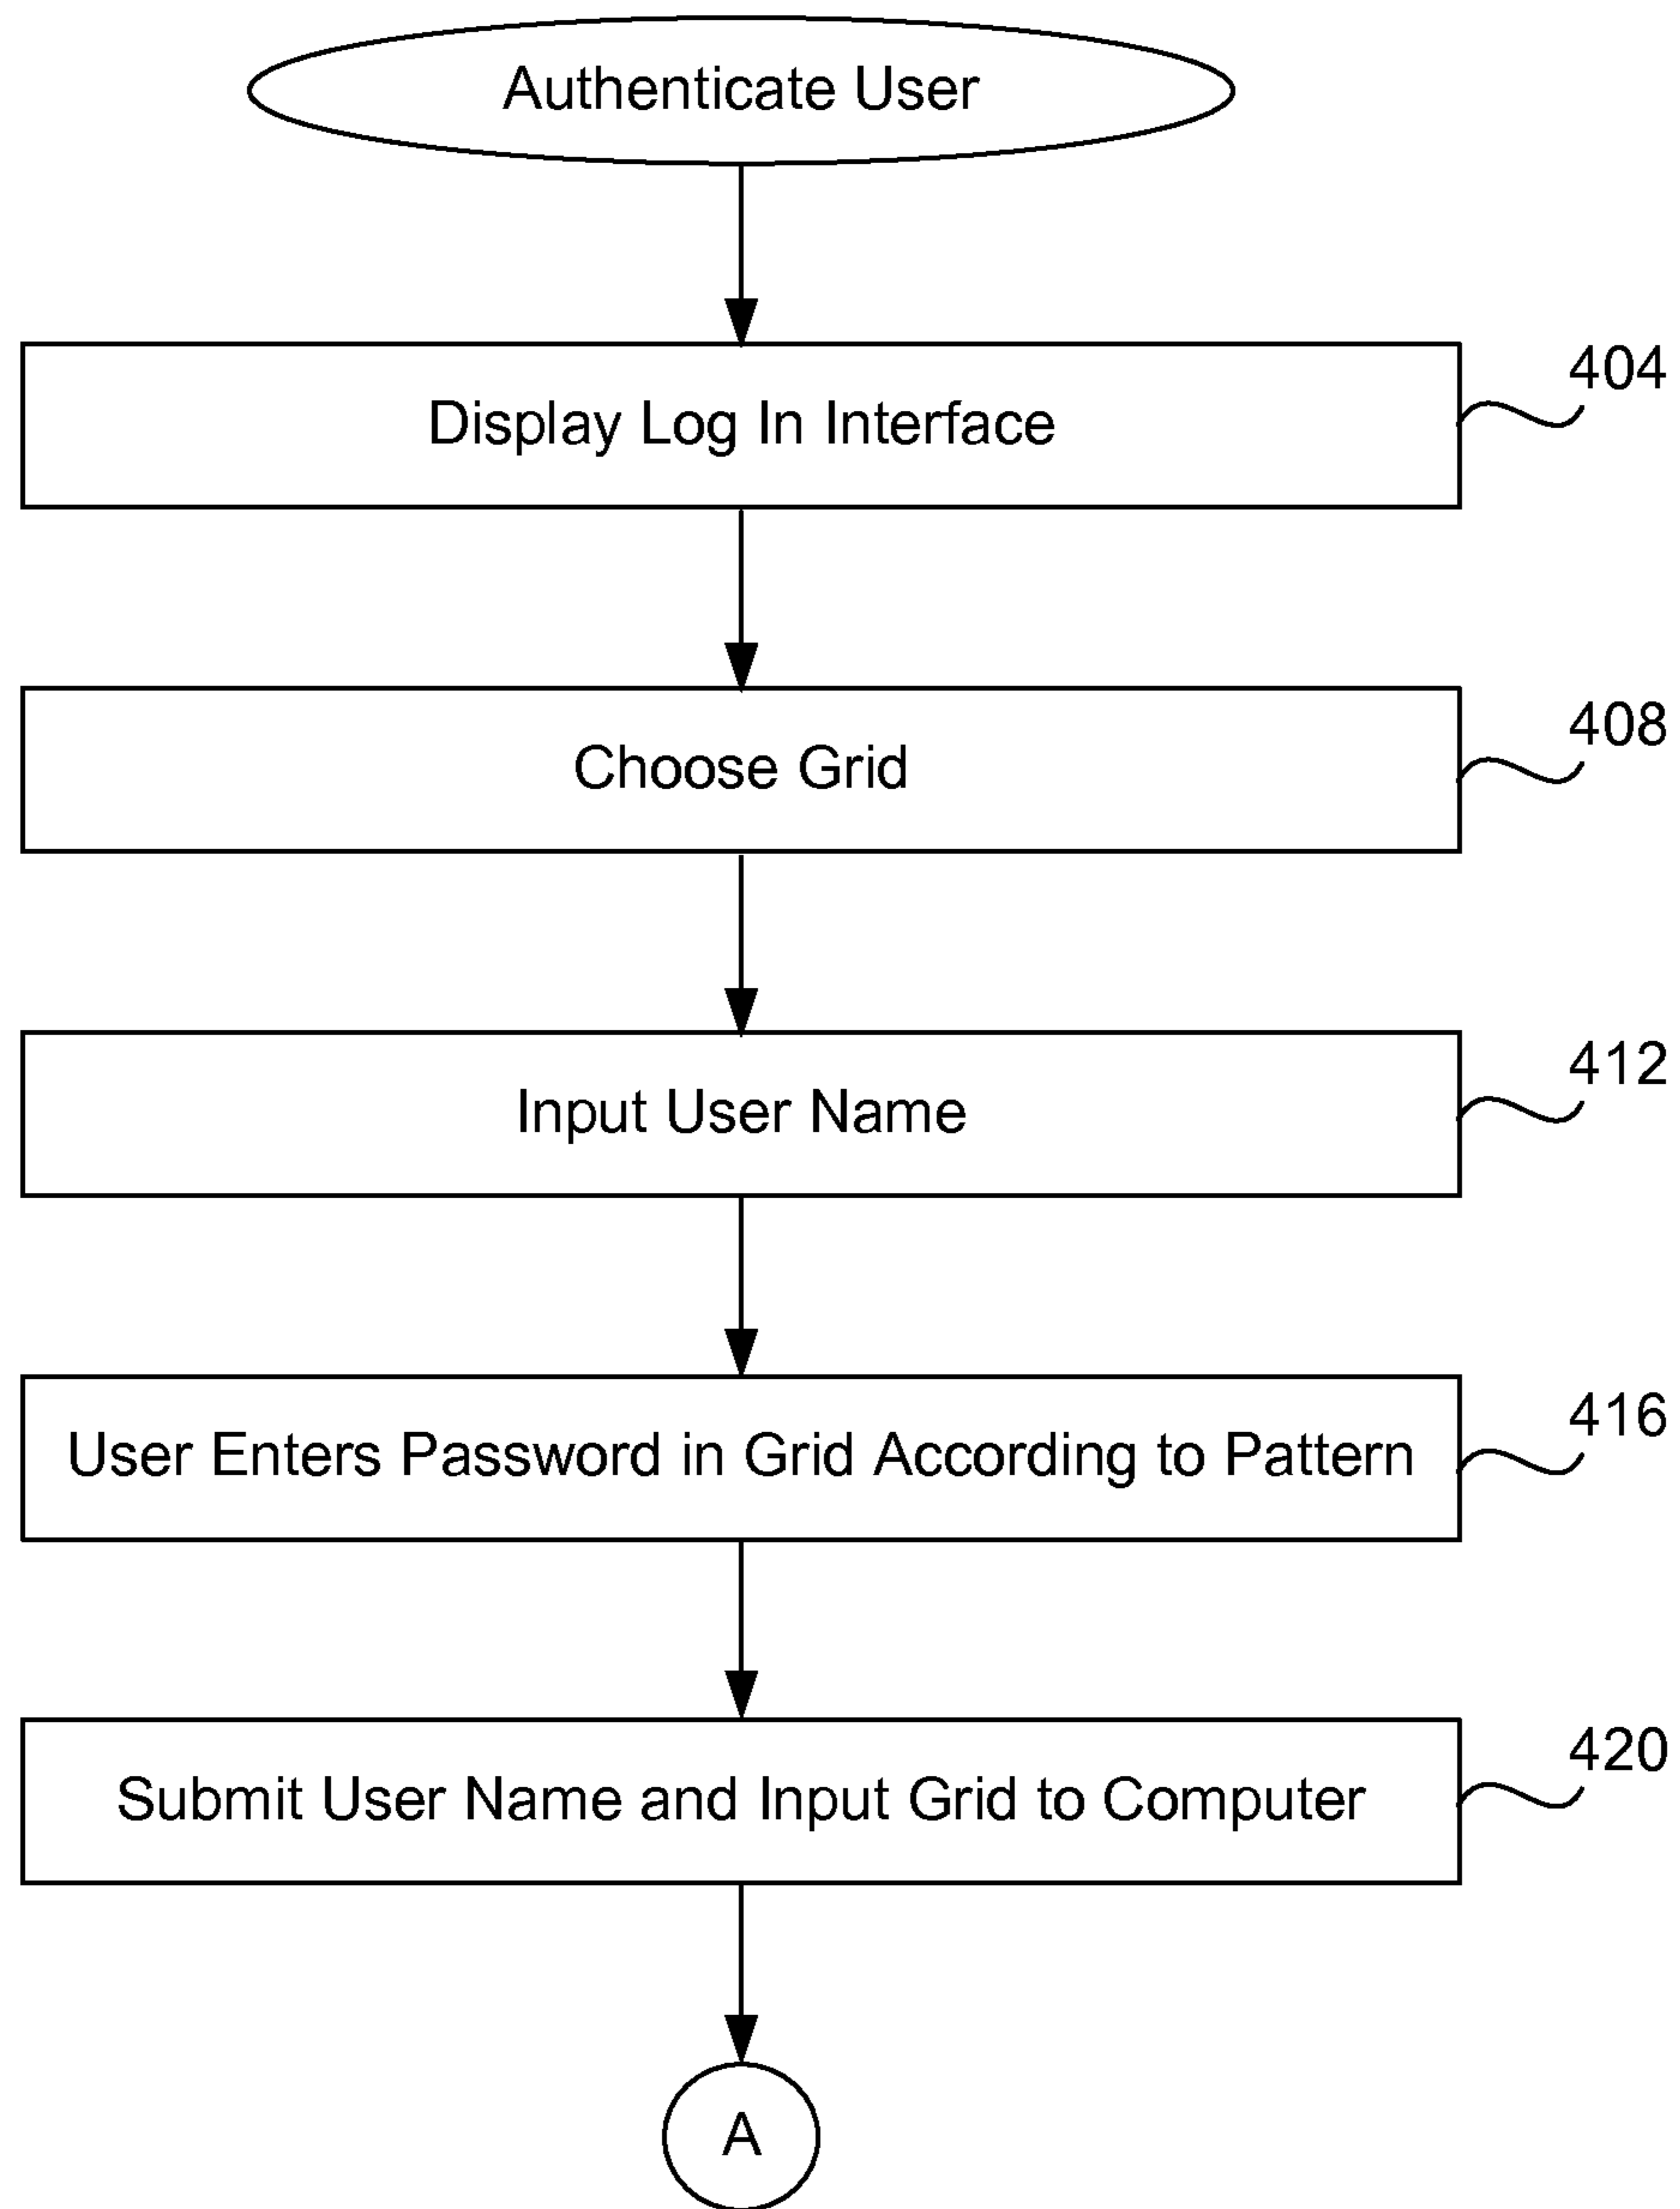 Authenticate User
404
Display Log In Interface
408
Choose Grid
412
Input User Name
416
User Enters Password in Grid According to Pattern
420
Submit User Name and Input Grid to Computer
A